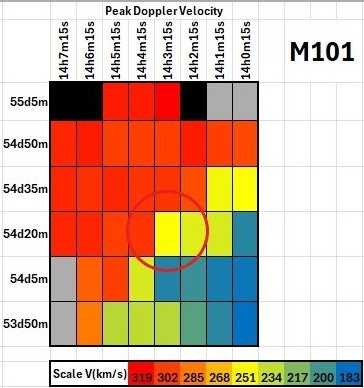 Peak Doppler Velocity
14h7m15s 14h6m15s 14h5m15s 14h4m15s 14h3m15s 14h2m15s 14h1m15s 14h0m15s
M101
55d5m
54d50m
54d35m
54d20m
54d5m
53d50m
Scale V(km/s) 319 302 285 268 251 234 217 200 183